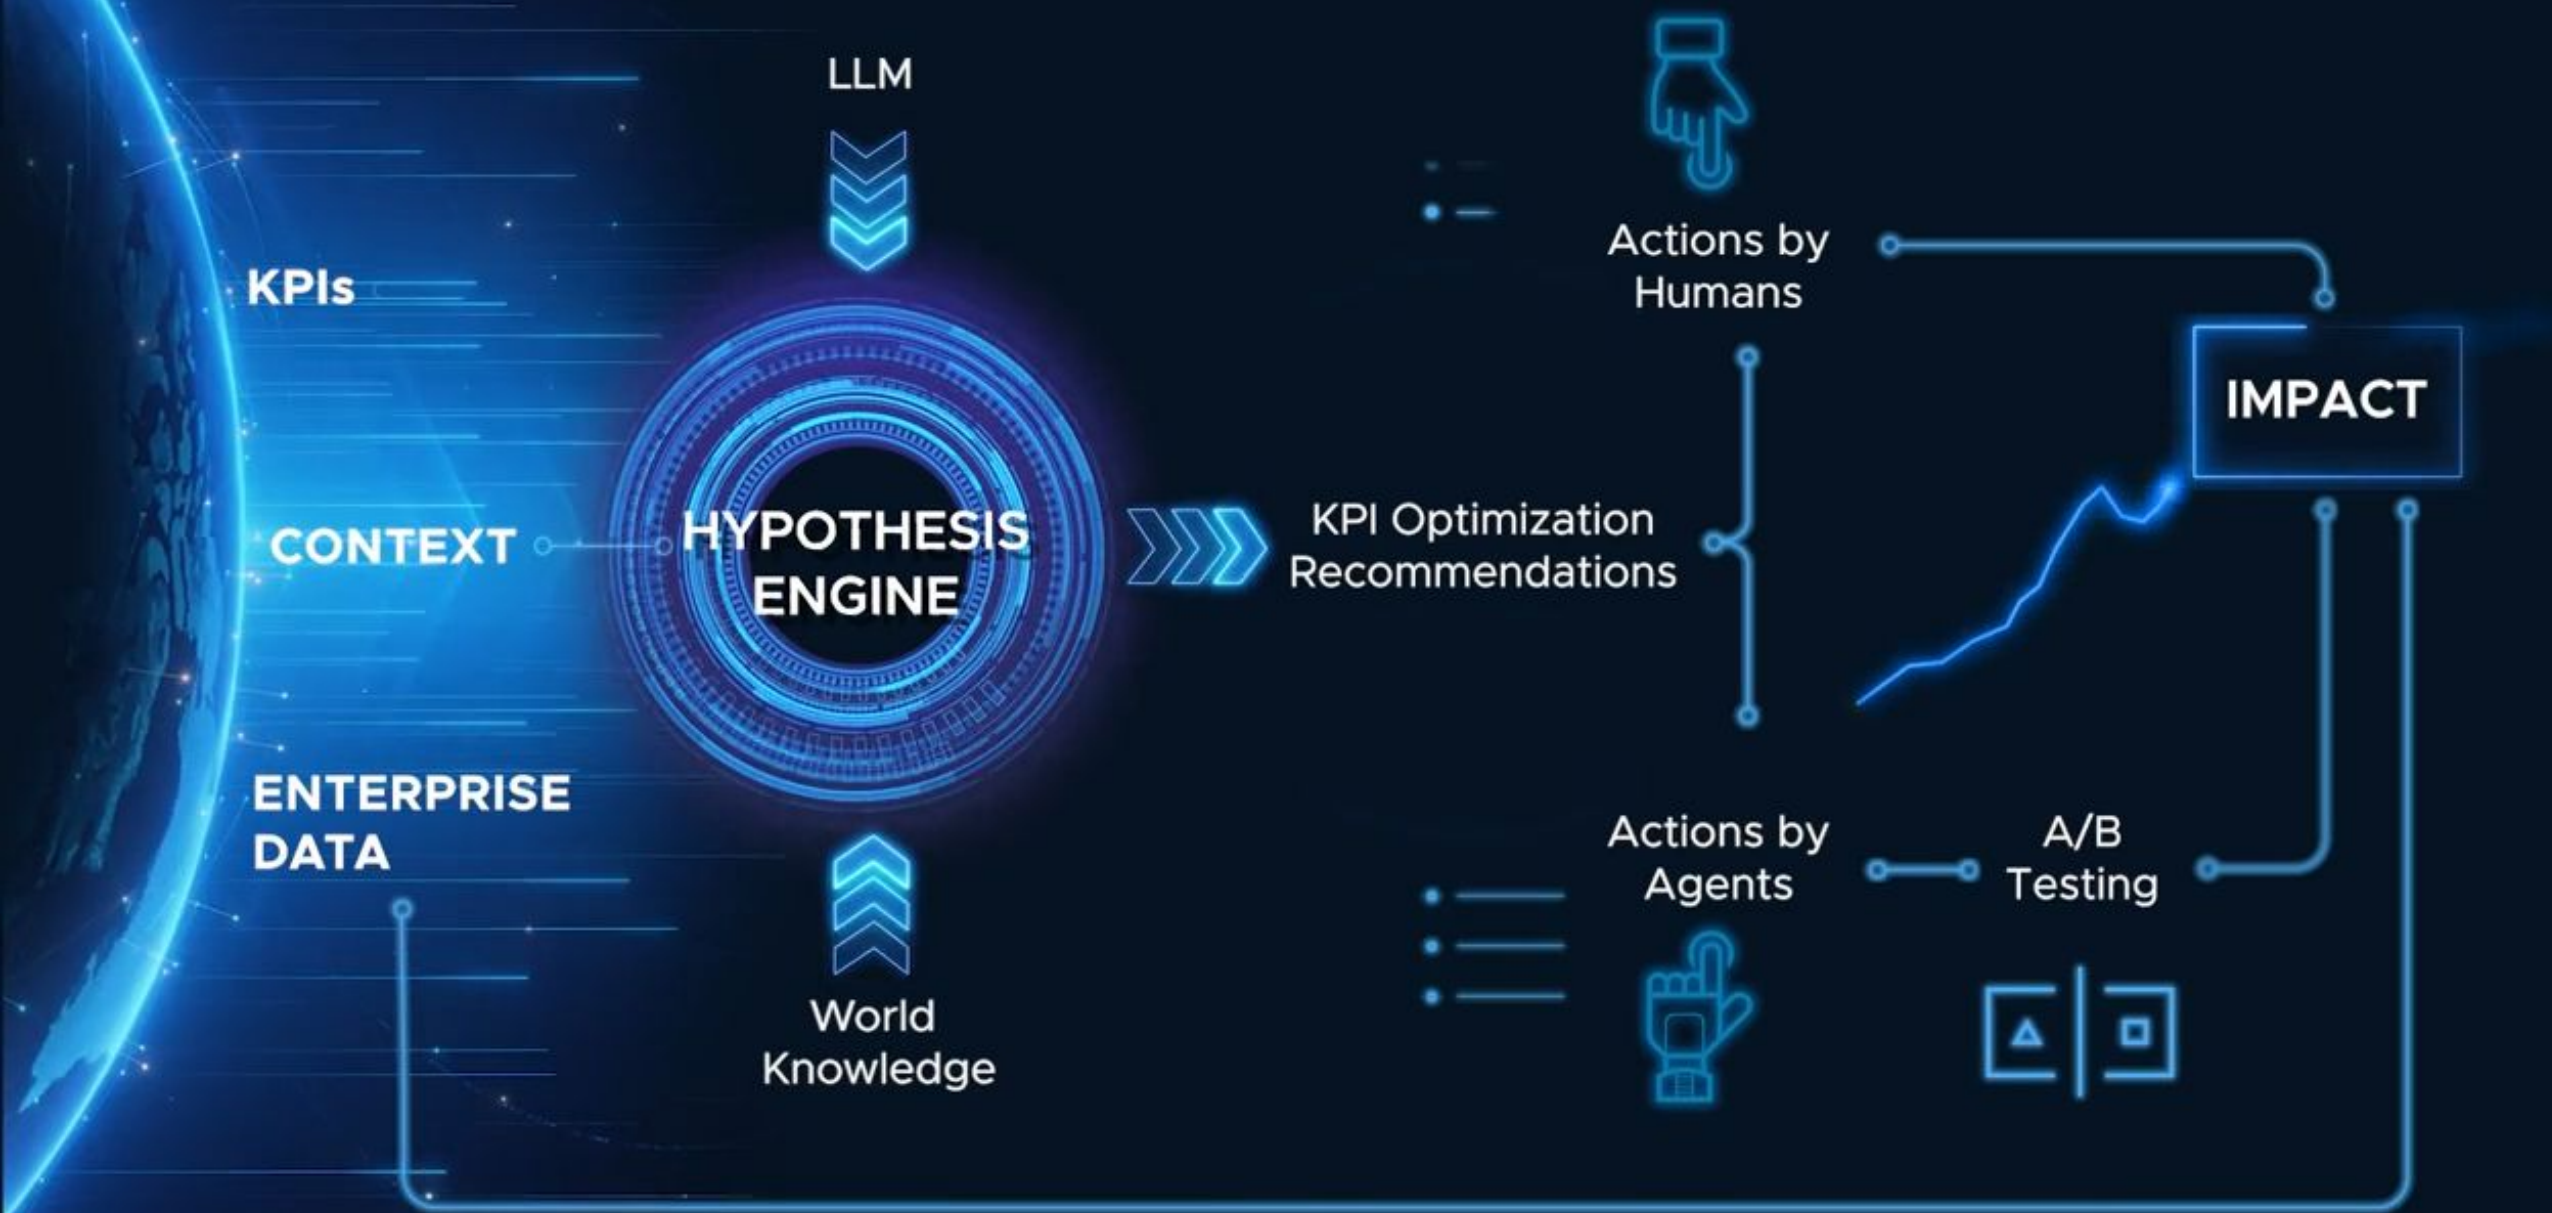 LLM
KPIs
CONTEXT
ENTERPRISE
DATA
HYPOTHESIS
ENGINE
World
Knowledge
KPI Optimization
Recommendations
Actions by
Humans
Actions by
Agents
A/B
Testing
IMPACT